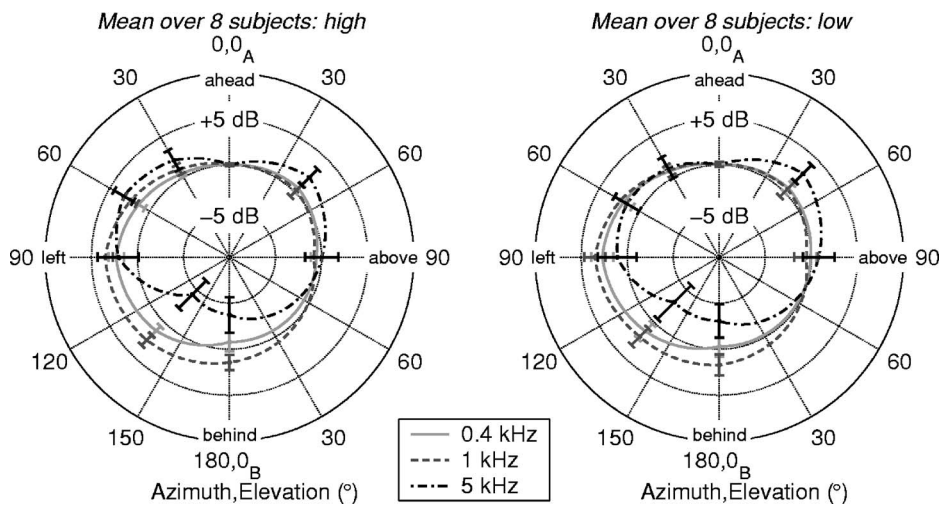 Mean over 8 subjects: high
0,0A
30 ahead 30
60 +5 dB 60
−5 dB
90 left above 90
120 60
150 behind 30
180,0B
Azimuth,Elevation (°)
Mean over 8 subjects: low
0,0A
30 ahead 30
60 +5 dB 60
−5 dB
90 left above 90
120 60
150 behind 30
180,0B
Azimuth,Elevation (°)
0.4 kHz
1 kHz
5 kHz